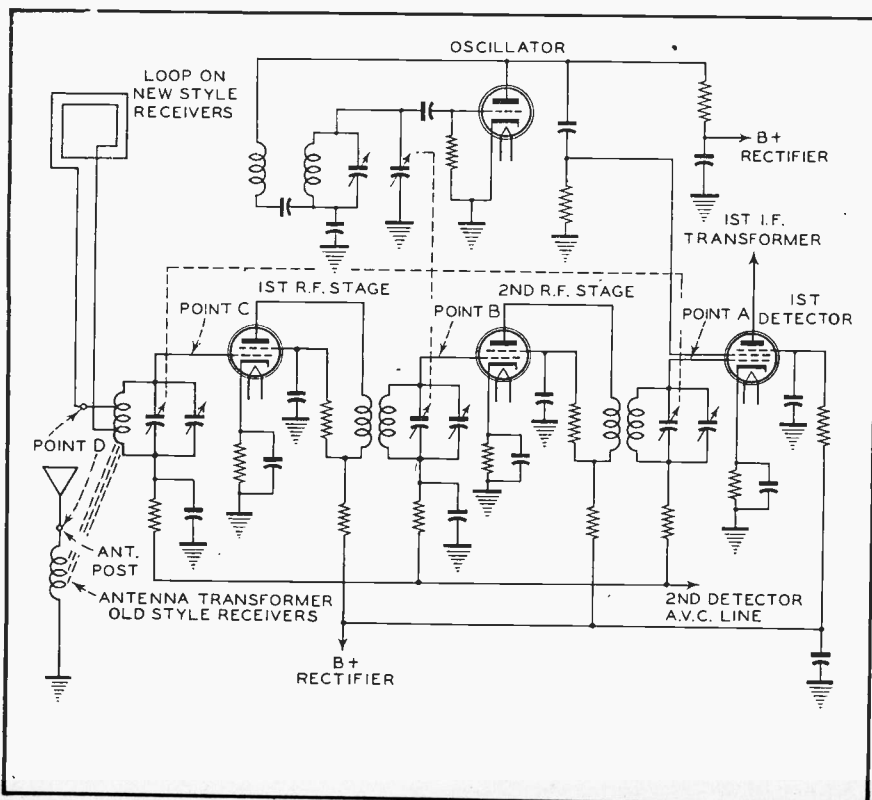 OSCILLATOR
LOOP ON
NEW STYLE
RECEIVERS
B+
RECTIFIER
1ST I.F.
TRANSFORMER
1ST R.F. STAGE
2ND R.F. STAGE
1ST
DETECTOR
POINT C
POINT B
POINT A
POINT D
ANT.
POST
ANTENNA TRANSFORMER
OLD STYLE RECEIVERS
2ND DETECTOR
A.V.C. LINE
B+
RECTIFIER